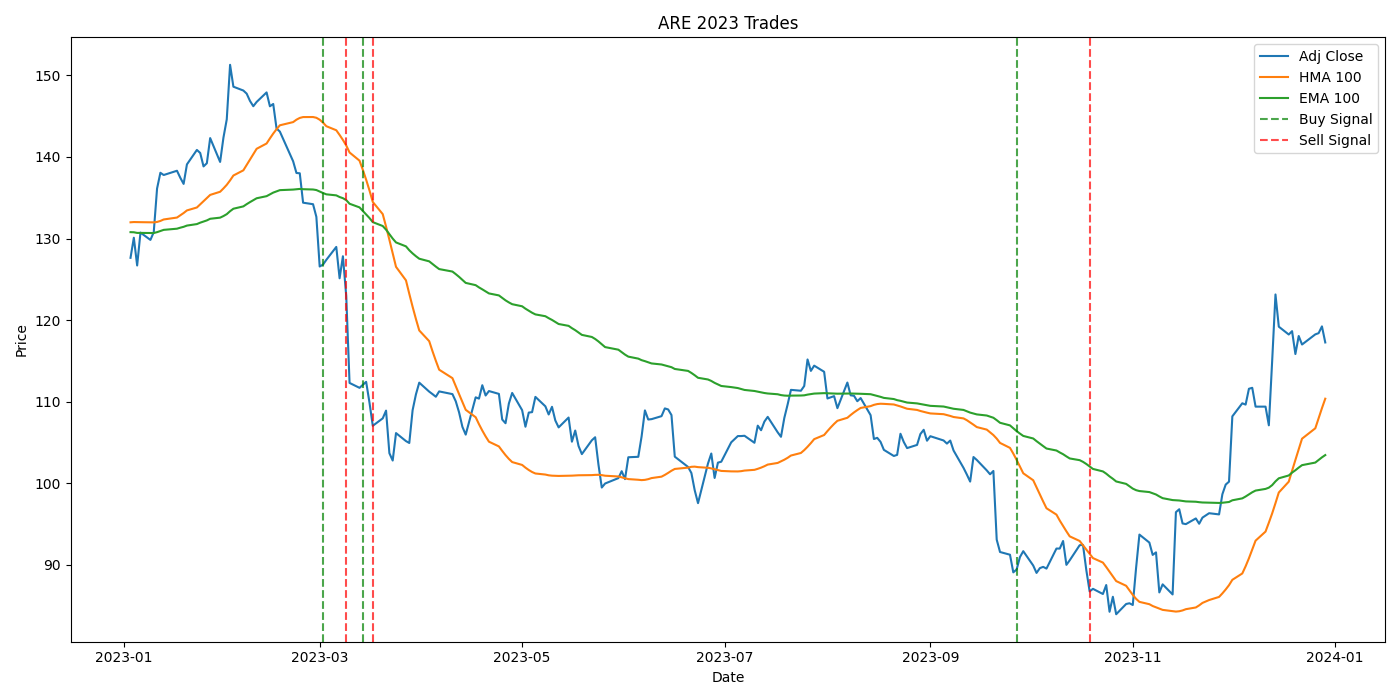 ARE 2023 Trades
Adj Close
HMA 100
EMA 100
Buy Signal
Sell Signal
Price
150
140
130
120
110
100
90
2023-01
2023-03
2023-05
2023-07
2023-09
2023-11
2024-01
Date